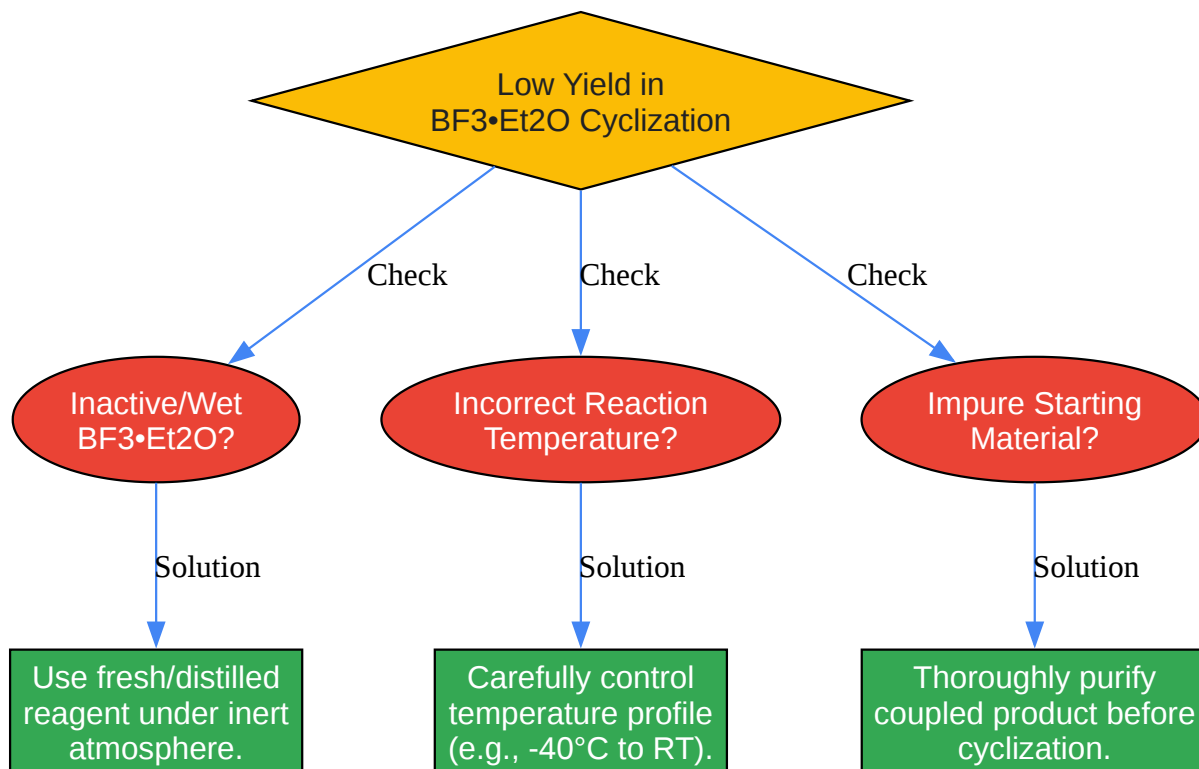 Low Yield in
BF3•Et2O Cyclization
Check
Check
Check
Inactive/Wet
BF3•Et2O?
Incorrect Reaction
Temperature?
Impure Starting
Material?
Solution
Solution
Solution
Use fresh/distilled
reagent under inert
atmosphere.
Carefully control
temperature profile
(e.g., -40°C to RT).
Thoroughly purify
coupled product before
cyclization.